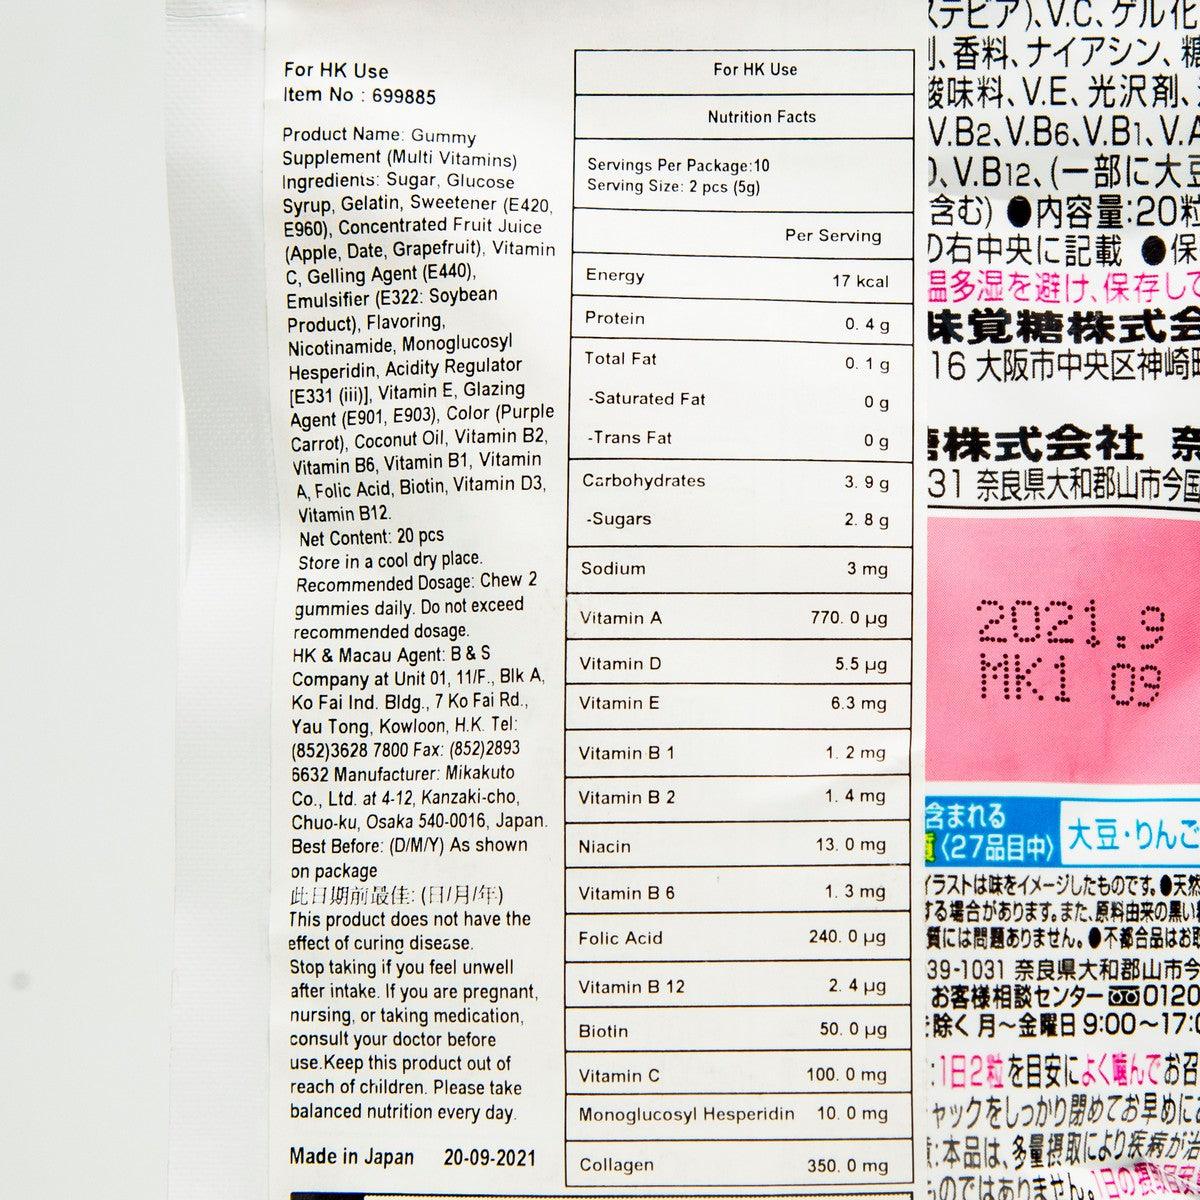 For HK Use
Item No : 699885
Product Name: Gummy
Supplement (Multi Vitamins)
Ingredients: Sugar, Glucose
Syrup, Gelatin, Sweetener (E420,
E960), Concentrated Fruit Juice
(Apple, Date, Grapefruit), Vitamin
C, Gelling Agent (E440),
Emulsifier (E322: Soybean
Product), Flavoring,
Nicotinamide, Monoglucosyl
Hesperidin, Acidity Regulator
[E331 (iii)], Vitamin E, Glazing
Agent (E901, E903), Color (Purple
Carrot), Coconut Oil, Vitamin B2,
Vitamin B6, Vitamin B1, Vitamin
A, Folic Acid, Biotin, Vitamin D3,
Vitamin B12.
Net Content: 20 pcs
Store in a cool dry place.
Recommended Dosage: Chew 2
gummies daily. Do not exceed
recommended dosage.
HK & Macau Agent: B & S
Company at Unit 01, 11/F., Blk A,
Ko Fai Ind. Bldg., 7 Ko Fai Rd.,
Yau Tong, Kowloon, H.K. Tel:
(852)3628 7800 Fax: (852)2893
6632 Manufacturer: Mikakuto
Co., Ltd. at 4-12, Kanzaki-cho,
Chuo-ku, Osaka 540-0016, Japan.
Best Before: (D/M/Y) As shown
on package
此日期前最佳: (日/月/年)
This product does not have the
effect of curing disease.
Stop taking if you feel unwell
after intake. If you are pregnant,
nursing, or taking medication,
consult your doctor before
use.Keep this product out of
reach of children. Please take
balanced nutrition every day.
Made in Japan 20-09-2021
For HK Use
Nutrition Facts
Servings Per Package:10
Serving Size: 2 pcs (5g)
Per Serving
Energy 17 kcal
Protein 0. 4 g
Total Fat 0. 1 g
-Saturated Fat 0 g
-Trans Fat 0 g
Carbohydrates 3. 9 g
-Sugars 2. 8 g
Sodium 3 mg
Vitamin A 770. 0 µg
Vitamin D 5.5 µg
Vitamin E 6.3 mg
Vitamin B 1 1. 2 mg
Vitamin B 2 1. 4 mg
Niacin 13. 0 mg
Vitamin B 6 1. 3 mg
Folic Acid 240. 0 µg
Vitamin B 12 2. 4 µg
Biotin 50. 0 µg
Vitamin C 100. 0 mg
Monoglucosyl Hesperidin 10. 0 mg
Collagen 350. 0 mg
ステビア)、V.C、ゲル化
香料、ナイアシン、糖
酸味料、V.E、光沢剤、
V.B2、V.B6、V.B1、V.A
、V.B12、(一部に大豆
含む) ●内容量:20粒
の右中央に記載 ●保
温多湿を避け、保存して
味覚糖株式会
16 大阪市中央区神崎町
糖株式会社 奈
31 奈良県大和郡山市今国
2021.9
MK1 09
含まれる
質〈27品目中〉 大豆・りんご
イラストは味をイメージしたものです。●天然
する場合があります。また、原料由来の黒い
質には問題ありません。●不都合品はお取
39-1031 奈良県大和郡山市今
お客様相談センター 0120
除く 月〜金曜日 9:00〜17:0
:1日2粒を目安によく噛んでお召
ャックをしっかり閉めてお早めに
:本品は、多量摂取により疾病が治
ものではありません。1日の摂取目安